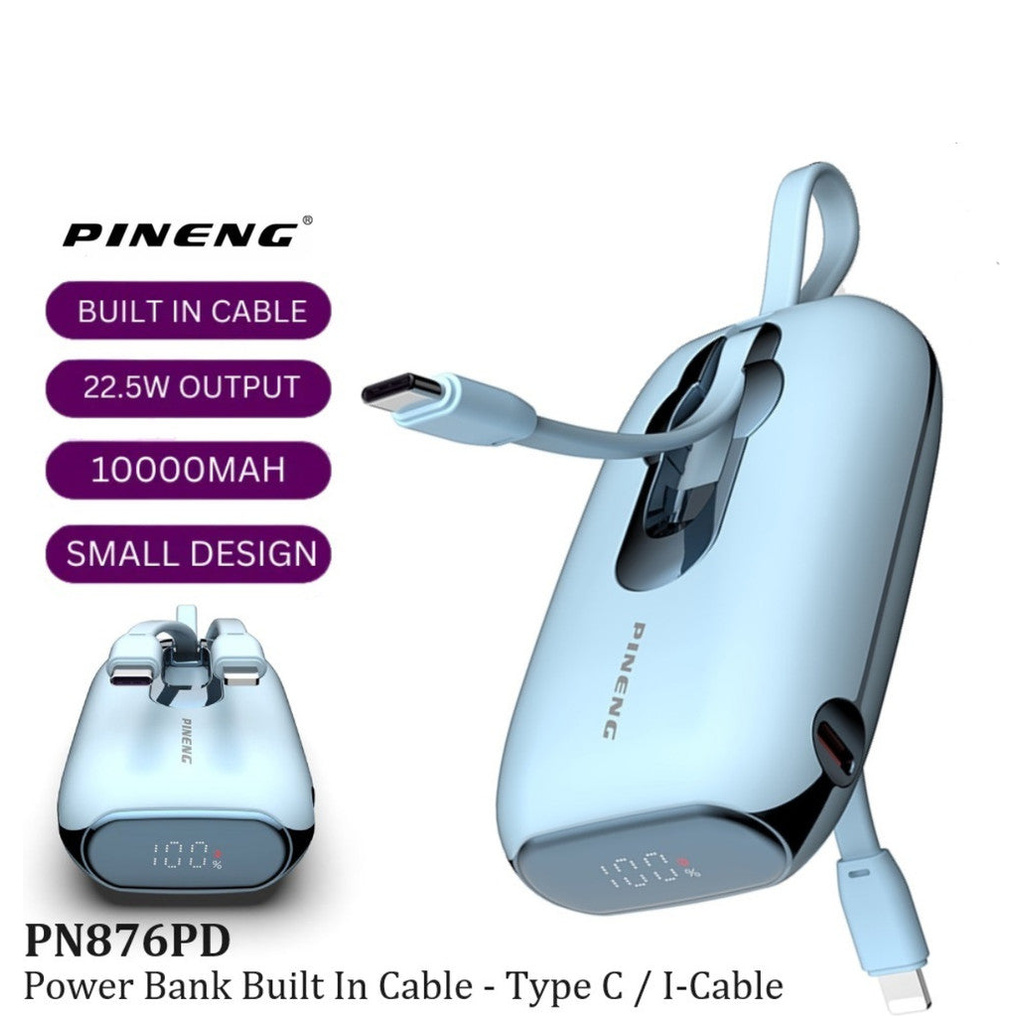 PINENG®
BUILT IN CABLE
22.5W OUTPUT
10000MAH
SMALL DESIGN
PINENG
100%
PINENG
100%
PN876PD
Power Bank Built In Cable - Type C / I-Cable